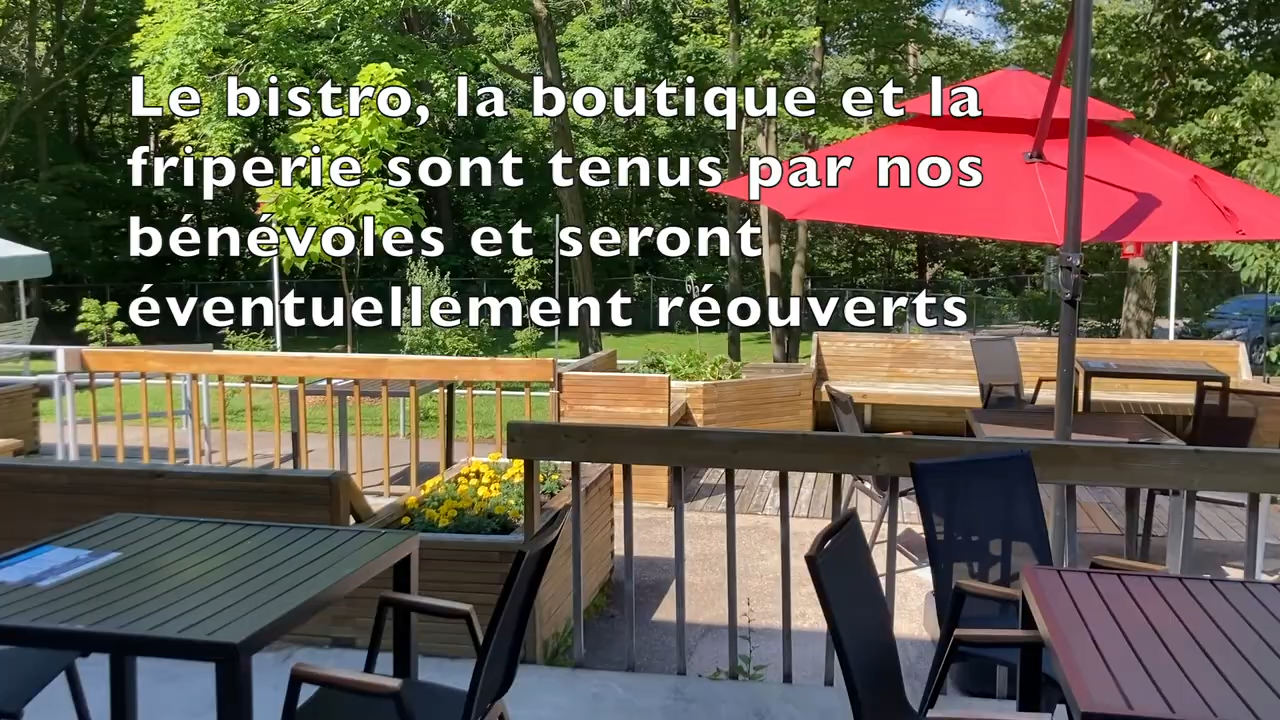 Le bistro, la boutique et la
friperie sont tenus par nos
bénévoles et seront
éventuellement réouverts